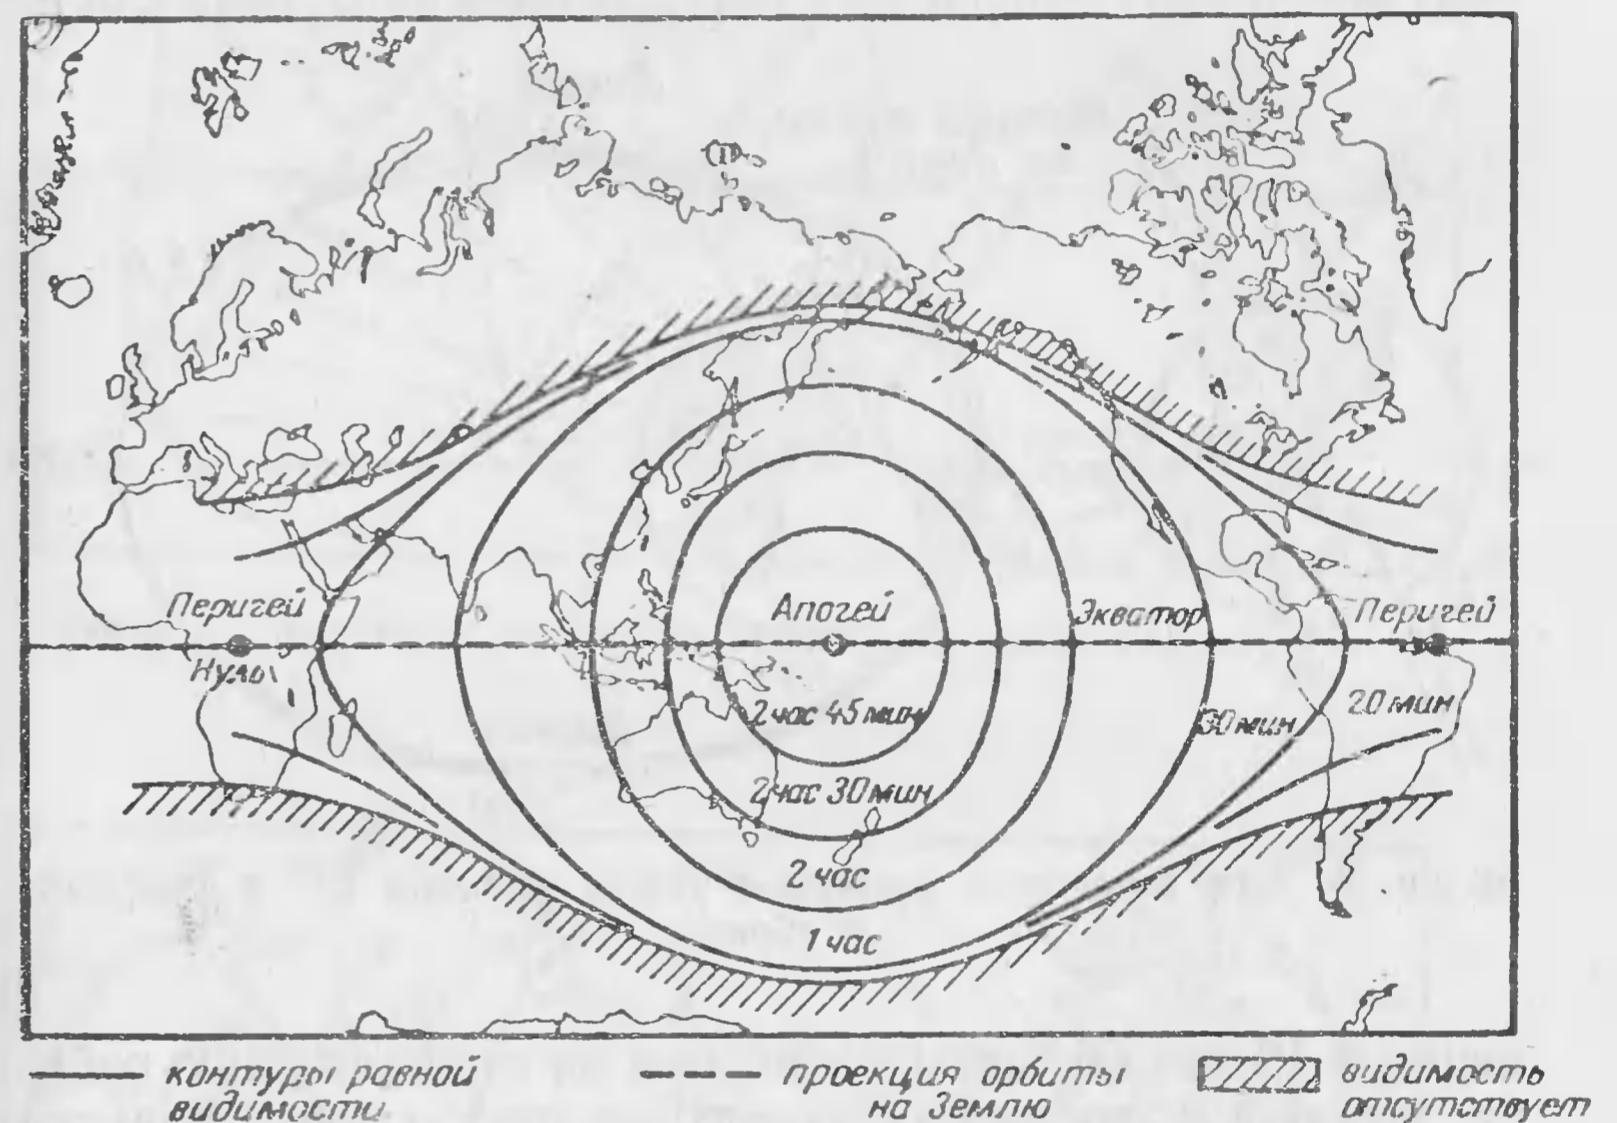 Перигей
Апогей
Экватор
Перигей
Нуль
2 час 45 мин
30 мин
20 мин
2 час 30 мин
2 час
1 час
контуры равной
видимости
проекция орбиты
на Землю
видимость
отсутствует